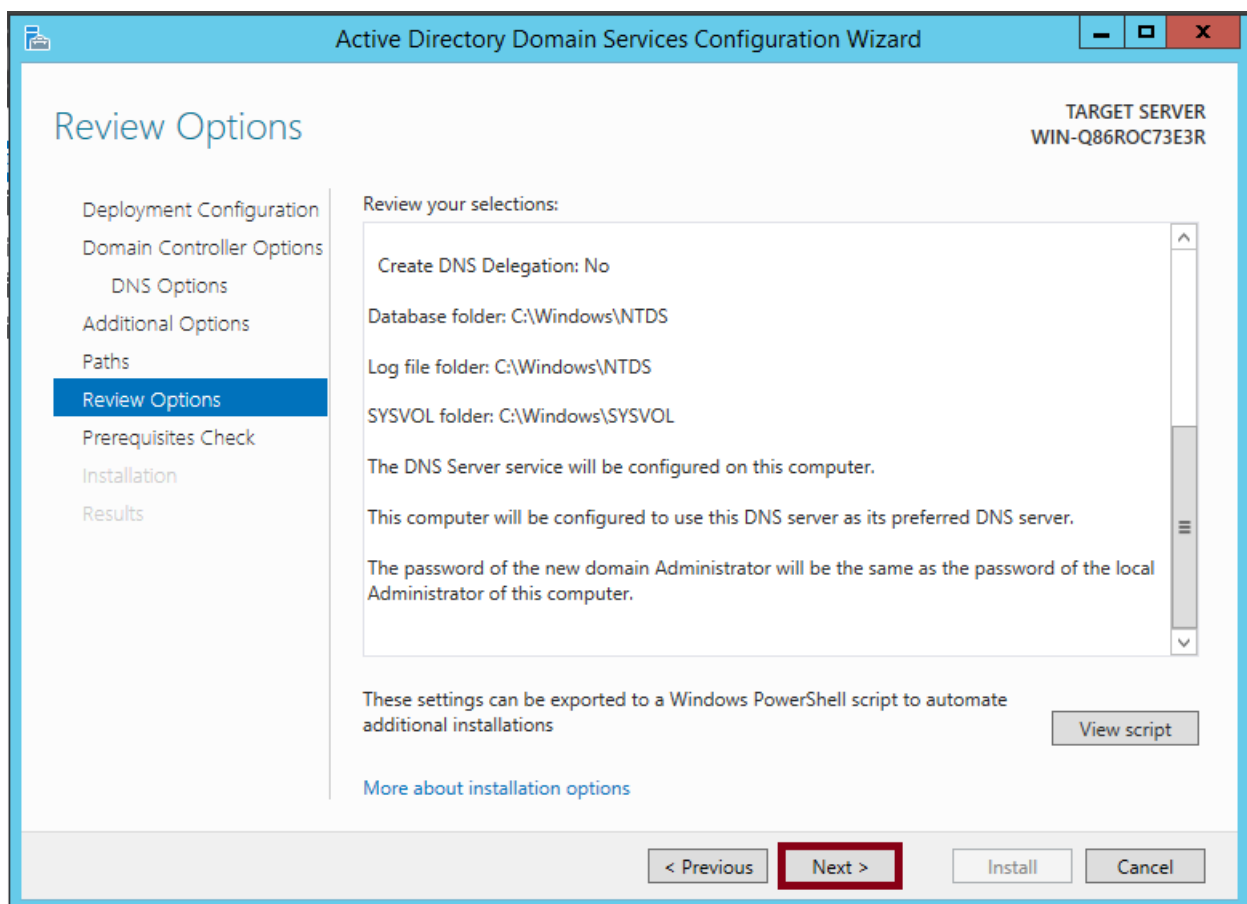 Active Directory Domain Services Configuration Wizard
Review Options
TARGET SERVER
WIN-Q86ROC73E3R
Deployment Configuration
Domain Controller Options
DNS Options
Additional Options
Paths
Review Options
Prerequisites Check
Installation
Results
Review your selections:
Create DNS Delegation: No
Database folder: C:\Windows\NTDS
Log file folder: C:\Windows\NTDS
SYSVOL folder: C:\Windows\SYSVOL
The DNS Server service will be configured on this computer.
This computer will be configured to use this DNS server as its preferred DNS server.
The password of the new domain Administrator will be the same as the password of the local
Administrator of this computer.
These settings can be exported to a Windows PowerShell script to automate
additional installations
View script
More about installation options
< Previous
Next >
Install
Cancel